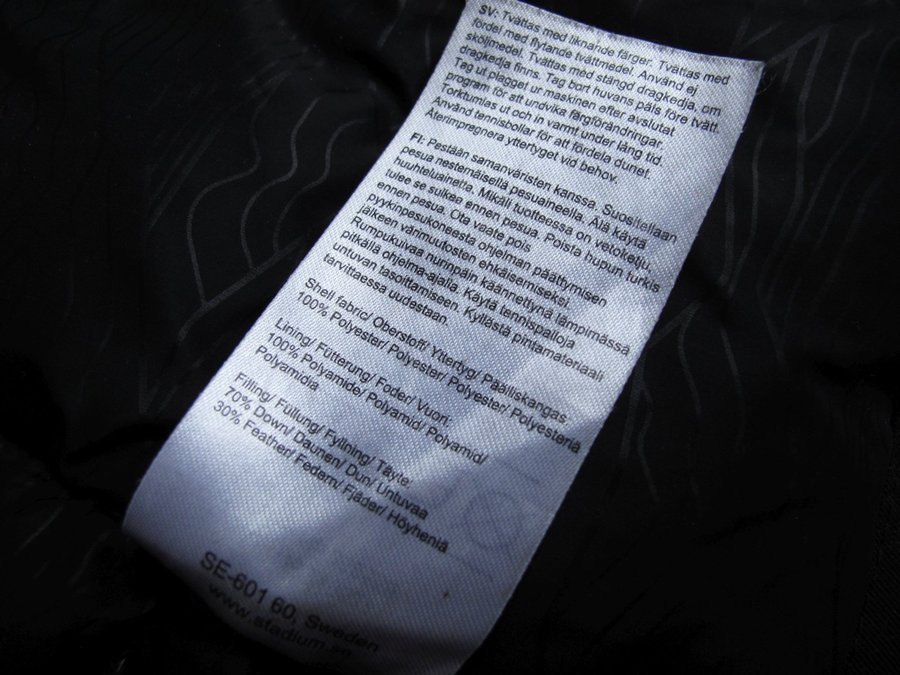 SV: Tvättas med liknande färger. Tvättas med
fördel med flytande tvättmedel. Använd ej
sköljmedel. Tvättas med stängd dragkedja, om
dragkedja finns. Tag bort huvans päls före tvätt.
Tag ut plagget ur maskinen efter avslutat
program för att undvika färgförändringar.
Torktumlas ut och in varmt under lång tid.
Använd tennisbollar för att fördela dunet.
Återimpregnera yttertyget vid behov.
FI: Pestään samanväristen kanssa. Suositellaan
pesua nestemäisellä pesuaineella. Älä käytä
huuhteluainetta. Mikäli tuotteessa on vetoketju,
tulee se sulkea ennen pesua. Poista hupun turkis
ennen pesua. Ota vaate pois
pyykinpesukoneesta ohjelman päättymisen
jälkeen värimuutosten ehkäisemiseksi.
Rumpukuivaa nurinpäin käännettynä lämpimässä
pitkällä ohjelma-ajalla. Käytä tennispalloja
untuvan tasoittamiseen. Kyllästä pintamateriaali
tarvittaessa uudestaan.
Shell fabric/ Oberstoff/ Yttertyg/ Päälliskangas:
100% Polyester/ Polyester/ Polyester/ Polyesteriä
Lining/ Fütterung/ Foder/ Vuori:
100% Polyamide/ Polyamid/ Polyamid/
Polyamidia
Filling/ Füllung/ Fyllning/ Täyte:
70% Down/ Daunen/ Dun/ Untuvaa
30% Feather/ Federn/ Fjäder/ Höyheniä
SE-601 60, Sweden
www.stadium.se